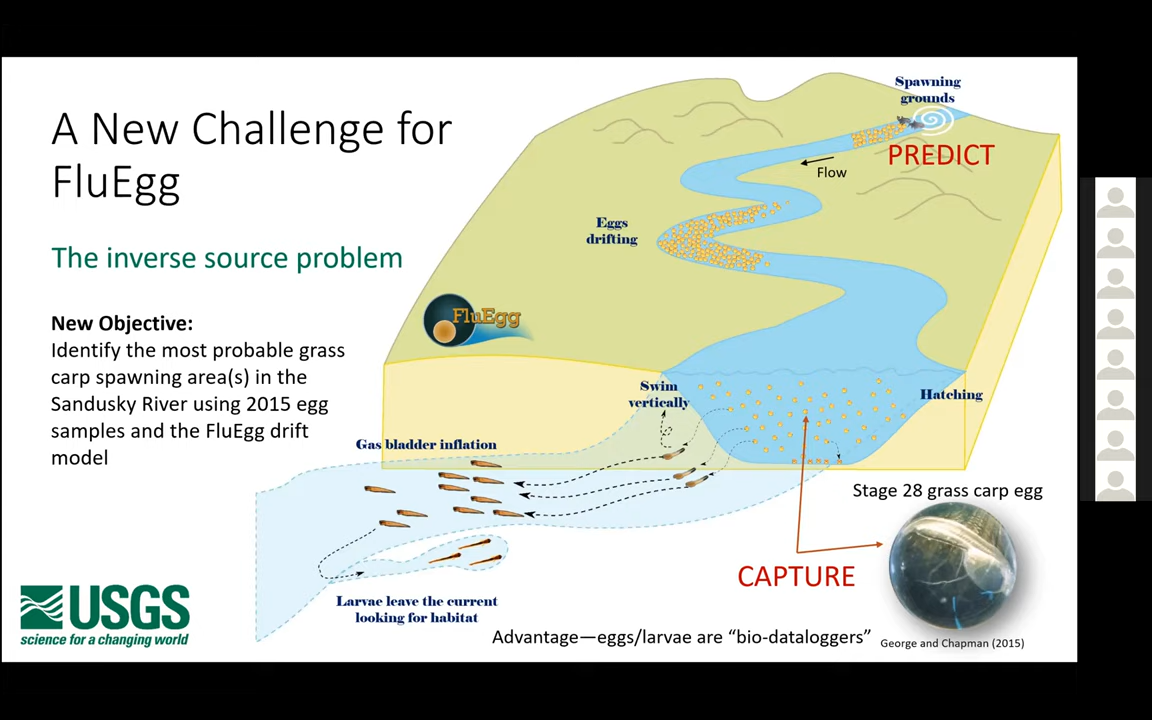 A New Challenge for
FluEgg
The inverse source problem
New Objective:
Identify the most probable grass
carp spawning area(s) in the
Sandusky River using 2015 egg
samples and the FluEgg drift
model
Spawning
grounds
PREDICT
Flow
Eggs
drifting
FluEgg
Swim
vertically
Hatching
Gas bladder inflation
Stage 28 grass carp egg
CAPTURE
Larvae leave the current
looking for habitat
Advantage—eggs/larvae are “bio-dataloggers”
George and Chapman (2015)
USGS
science for a changing world